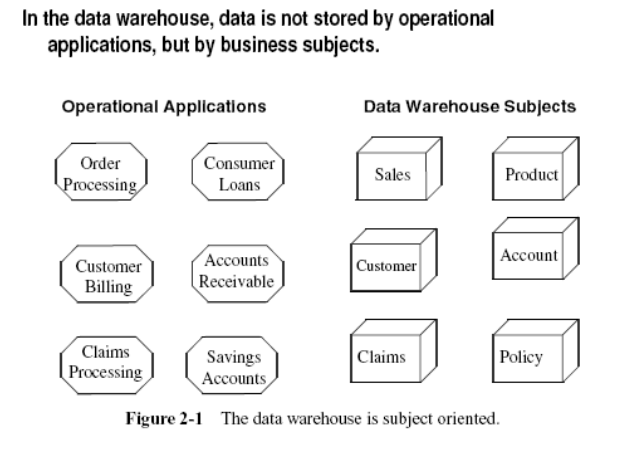 In the data warehouse, data is not stored by operational
applications, but by business subjects.
Operational Applications
Data Warehouse Subjects
Order
Processing
Consumer
Loans
Sales
Product
Customer
Billing
Accounts
Receivable
Customer
Account
Claims
Processing
Savings
Accounts
Claims
Policy
Figure 2-1 The data warehouse is subject oriented.